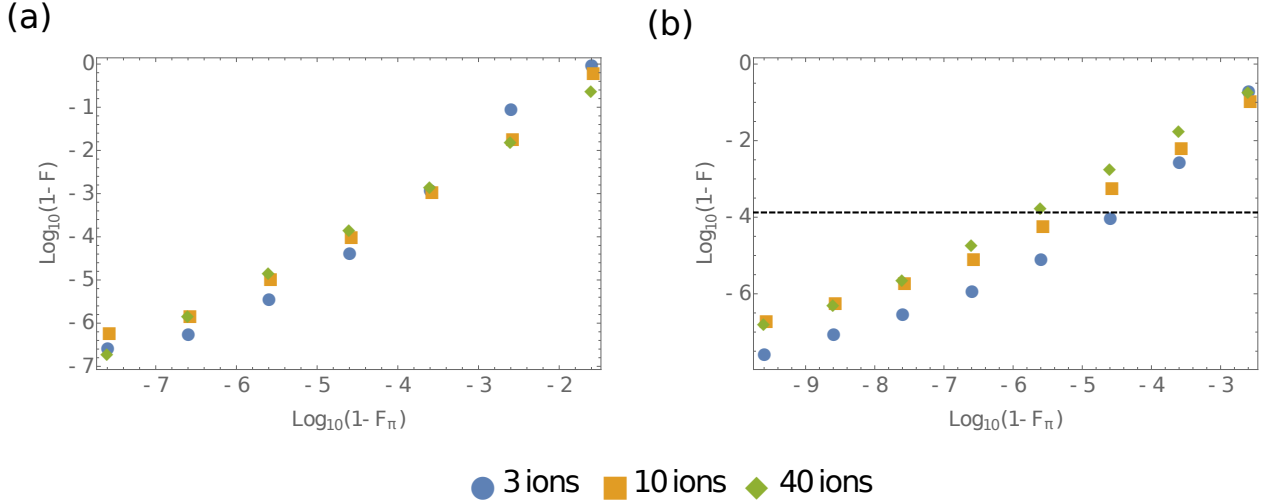 (a)
(b)
0
- 1
- 2
- 3
- 4
- 5
- 6
- 7
Log10(1- F)
- 7
- 6
- 5
- 4
- 3
- 2
Log10(1- Fπ)
0
- 2
- 4
- 6
Log10(1- F)
- 9
- 8
- 7
- 6
- 5
- 4
- 3
Log10(1- Fπ)
3 ions
10 ions
40 ions